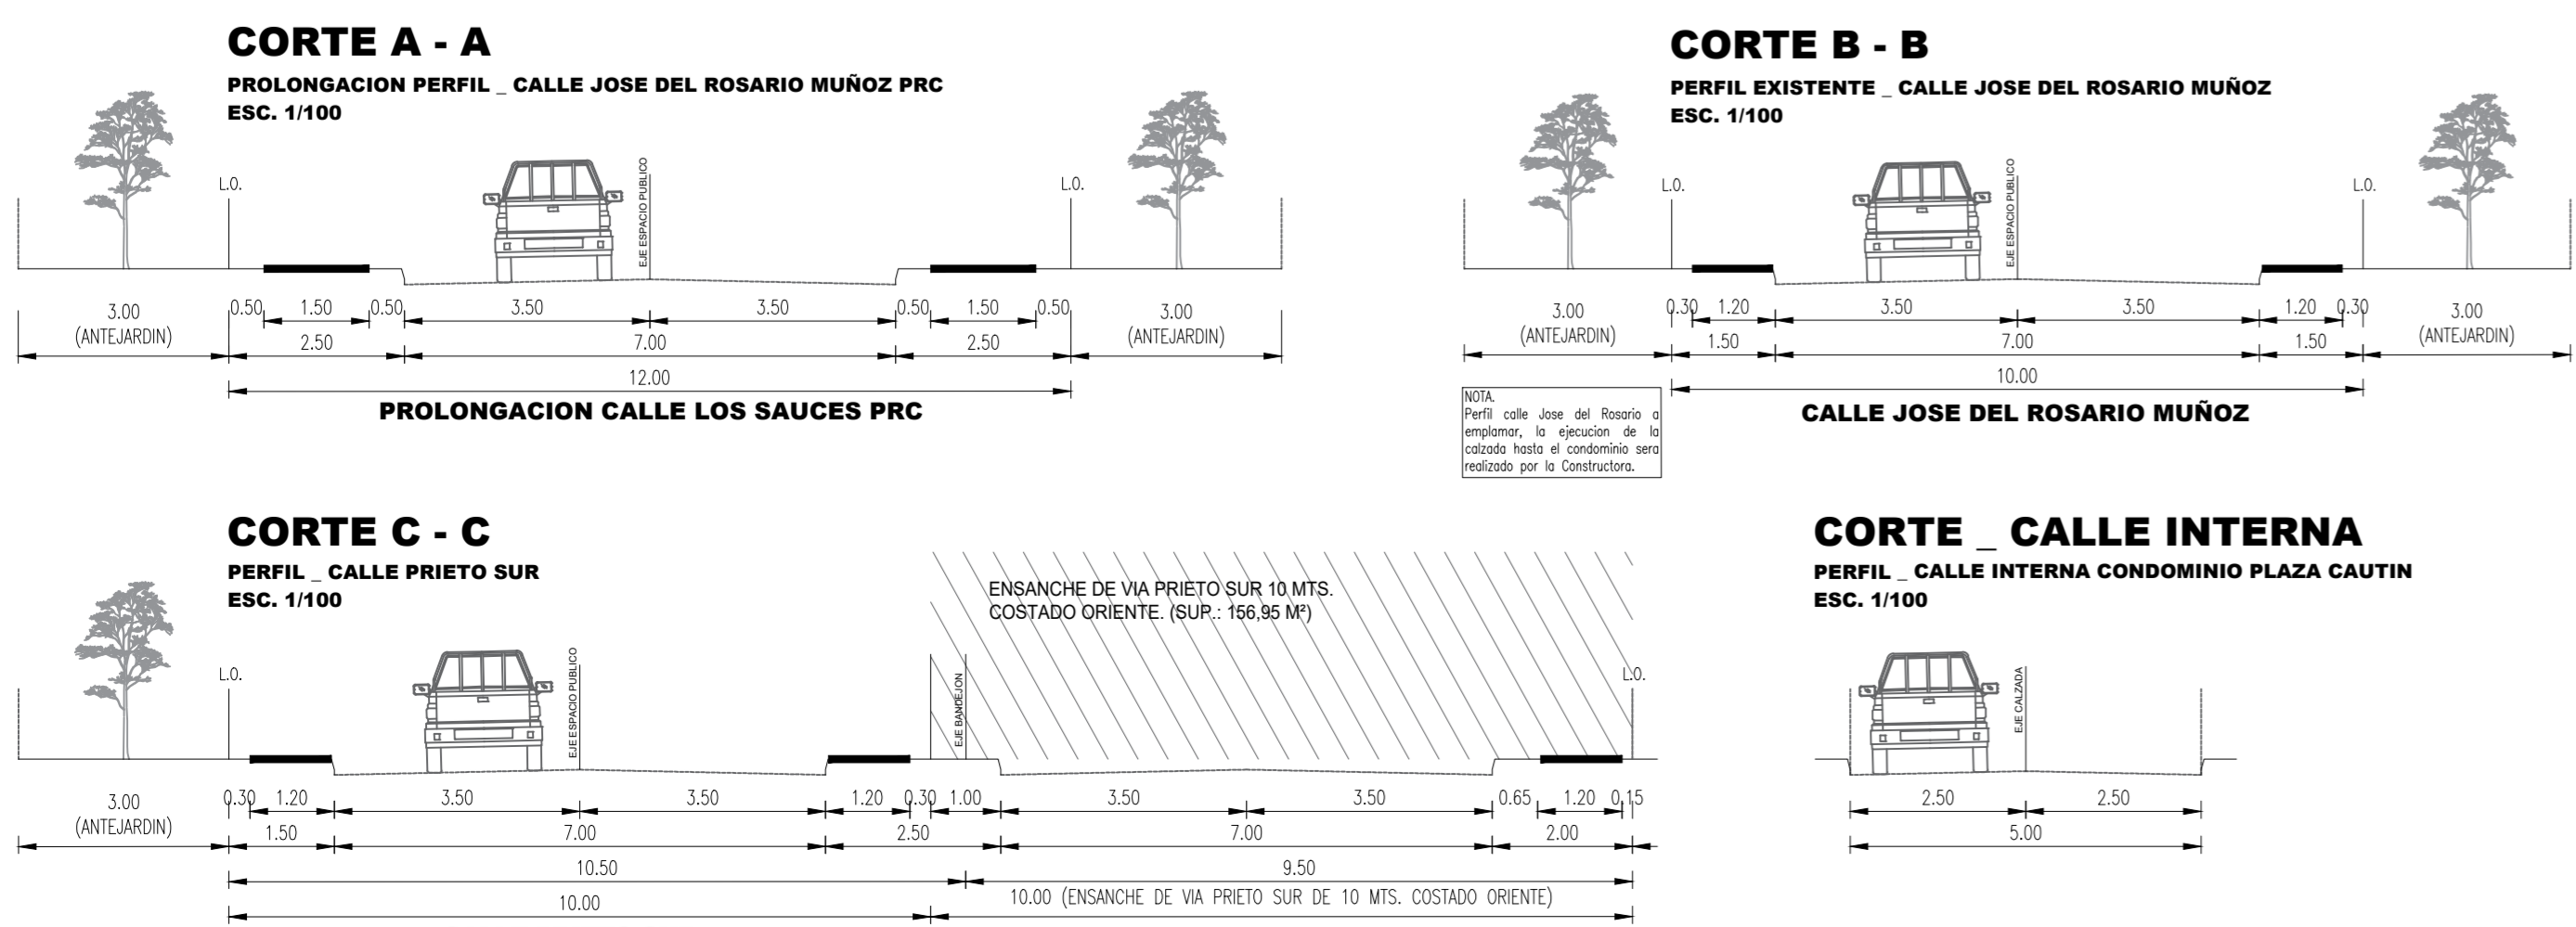 CORTE A - A
PROLONGACION PERFIL _ CALLE JOSE DEL ROSARIO MUÑOZ PRC
ESC. 1/100
L.O.
EJE ESPACIO PUBLICO
L.O.
0.50 1.50 0.50 3.50 3.50 0.50 1.50 0.50
3.00
(ANTEJARDIN)
3.00
(ANTEJARDIN)
2.50 7.00 2.50
12.00
PROLONGACION CALLE LOS SAUCES PRC
CORTE B - B
PERFIL EXISTENTE _ CALLE JOSE DEL ROSARIO MUÑOZ
ESC. 1/100
L.O.
EJE ESPACIO PUBLICO
L.O.
0.30 1.20 3.50 3.50 1.20 0.30
3.00
(ANTEJARDIN)
3.00
(ANTEJARDIN)
1.50 7.00 1.50
10.00
NOTA.
Perfil calle Jose del Rosario a
emplamar, la ejecucion de la
calzada hasta el condominio sera
realizado por la Constructora.
CALLE JOSE DEL ROSARIO MUÑOZ
CORTE C - C
PERFIL _ CALLE PRIETO SUR
ESC. 1/100
ENSANCHE DE VIA PRIETO SUR 10 MTS.
COSTADO ORIENTE. (SUP.: 156,95 M²)
L.O.
EJE ESPACIO PUBLICO
EJE BANDEJON
L.O.
3.00
(ANTEJARDIN)
0.30 1.20 3.50 3.50 1.20 0.30 1.00 3.50 3.50 0.65 1.20 0.15
1.50 7.00 2.50 7.00 2.00
10.50 9.50
10.00 10.00 (ENSANCHE DE VIA PRIETO SUR DE 10 MTS. COSTADO ORIENTE)
CORTE _ CALLE INTERNA
PERFIL _ CALLE INTERNA CONDOMINIO PLAZA CAUTIN
ESC. 1/100
EJE CALZADA
2.50 2.50
5.00